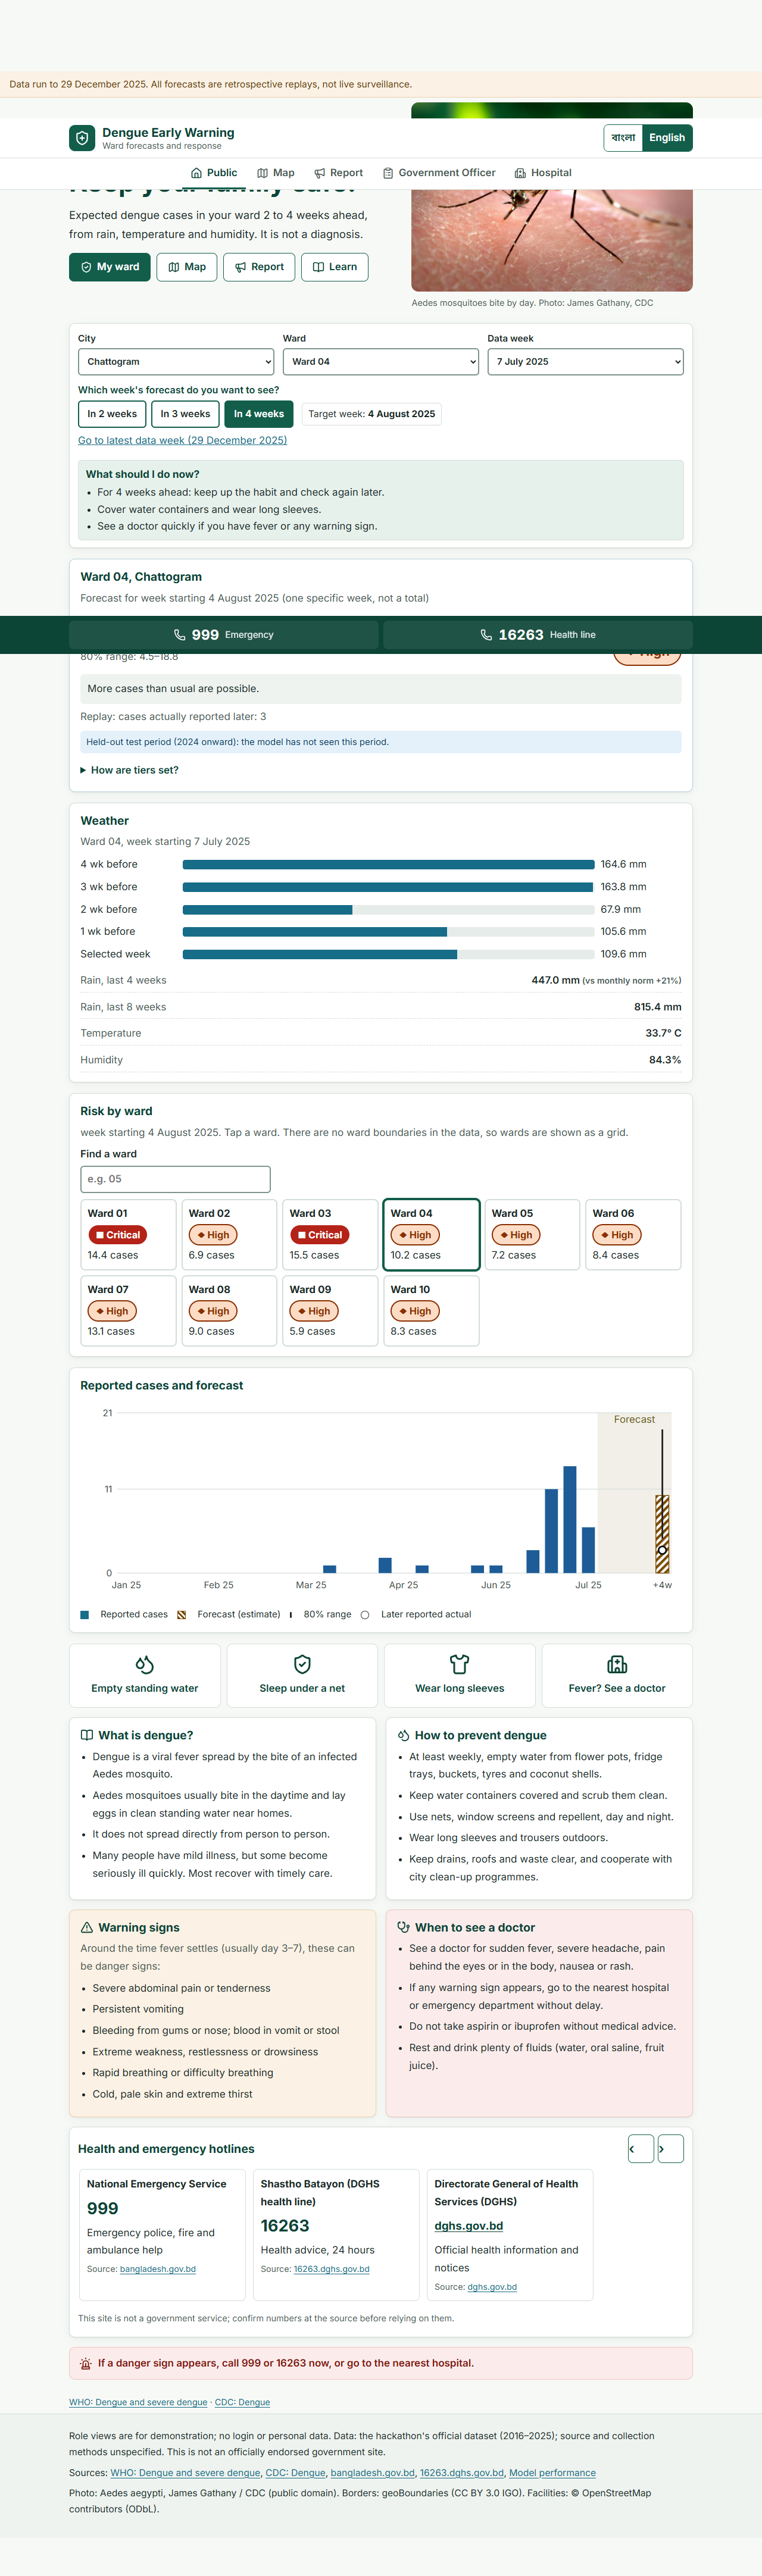 Data run to 29 December 2025. All forecasts are retrospective replays, not live surveillance.
Dengue Early Warning
Ward forecasts and response
বাংলা
English
Public
Map
Report
Government Officer
Hospital
Keep your family safe.
Expected dengue cases in your ward 2 to 4 weeks ahead,
from rain, temperature and humidity. It is not a diagnosis.
My ward
Map
Report
Learn
Aedes mosquitoes bite by day. Photo: James Gathany, CDC
City
Ward
Data week
Chattogram
Ward 04
7 July 2025
Which week's forecast do you want to see?
In 2 weeks
In 3 weeks
In 4 weeks
Target week: 4 August 2025
Go to latest data week (29 December 2025)
What should I do now?
• For 4 weeks ahead: keep up the habit and check again later.
• Cover water containers and wear long sleeves.
• See a doctor quickly if you have fever or any warning sign.
Ward 04, Chattogram
Forecast for week starting 4 August 2025 (one specific week, not a total)
999 Emergency
16263 Health line
80% range: 4.5–18.8
High
More cases than usual are possible.
Replay: cases actually reported later: 3
Held-out test period (2024 onward): the model has not seen this period.
How are tiers set?
Weather
Ward 04, week starting 7 July 2025
4 wk before 164.6 mm
3 wk before 163.8 mm
2 wk before 67.9 mm
1 wk before 105.6 mm
Selected week 109.6 mm
Rain, last 4 weeks 447.0 mm (vs monthly norm +21%)
Rain, last 8 weeks 815.4 mm
Temperature 33.7° C
Humidity 84.3%
Risk by ward
week starting 4 August 2025. Tap a ward. There are no ward boundaries in the data, so wards are shown as a grid.
Find a ward
e.g. 05
Ward 01
Critical
14.4 cases
Ward 02
High
6.9 cases
Ward 03
Critical
15.5 cases
Ward 04
High
10.2 cases
Ward 05
High
7.2 cases
Ward 06
High
8.4 cases
Ward 07
High
13.1 cases
Ward 08
High
9.0 cases
Ward 09
High
5.9 cases
Ward 10
High
8.3 cases
Reported cases and forecast
21
Forecast
11
0
Jan 25 Feb 25 Mar 25 Apr 25 Jun 25 Jul 25 +4w
Reported cases Forecast (estimate) 80% range Later reported actual
Empty standing water
Sleep under a net
Wear long sleeves
Fever? See a doctor
What is dengue?
• Dengue is a viral fever spread by the bite of an infected
Aedes mosquito.
• Aedes mosquitoes usually bite in the daytime and lay
eggs in clean standing water near homes.
• It does not spread directly from person to person.
• Many people have mild illness, but some become
seriously ill quickly. Most recover with timely care.
How to prevent dengue
• At least weekly, empty water from flower pots, fridge
trays, buckets, tyres and coconut shells.
• Keep water containers covered and scrub them clean.
• Use nets, window screens and repellent, day and night.
• Wear long sleeves and trousers outdoors.
• Keep drains, roofs and waste clear, and cooperate with
city clean-up programmes.
Warning signs
Around the time fever settles (usually day 3–7), these can
be danger signs:
• Severe abdominal pain or tenderness
• Persistent vomiting
• Bleeding from gums or nose; blood in vomit or stool
• Extreme weakness, restlessness or drowsiness
• Rapid breathing or difficulty breathing
• Cold, pale skin and extreme thirst
When to see a doctor
• See a doctor for sudden fever, severe headache, pain
behind the eyes or in the body, nausea or rash.
• If any warning sign appears, go to the nearest hospital
or emergency department without delay.
• Do not take aspirin or ibuprofen without medical advice.
• Rest and drink plenty of fluids (water, oral saline, fruit
juice).
Health and emergency hotlines
‹ ›
National Emergency Service
999
Emergency police, fire and
ambulance help
Source: bangladesh.gov.bd
Shastho Batayon (DGHS
health line)
16263
Health advice, 24 hours
Source: 16263.dghs.gov.bd
Directorate General of Health
Services (DGHS)
dghs.gov.bd
Official health information and
notices
Source: dghs.gov.bd
This site is not a government service; confirm numbers at the source before relying on them.
If a danger sign appears, call 999 or 16263 now, or go to the nearest hospital.
WHO: Dengue and severe dengue · CDC: Dengue
Role views are for demonstration; no login or personal data. Data: the hackathon's official dataset (2016–2025); source and collection
methods unspecified. This is not an officially endorsed government site.
Sources: WHO: Dengue and severe dengue, CDC: Dengue, bangladesh.gov.bd, 16263.dghs.gov.bd, Model performance
Photo: Aedes aegypti, James Gathany / CDC (public domain). Borders: geoBoundaries (CC BY 3.0 IGO). Facilities: © OpenStreetMap
contributors (ODbL).